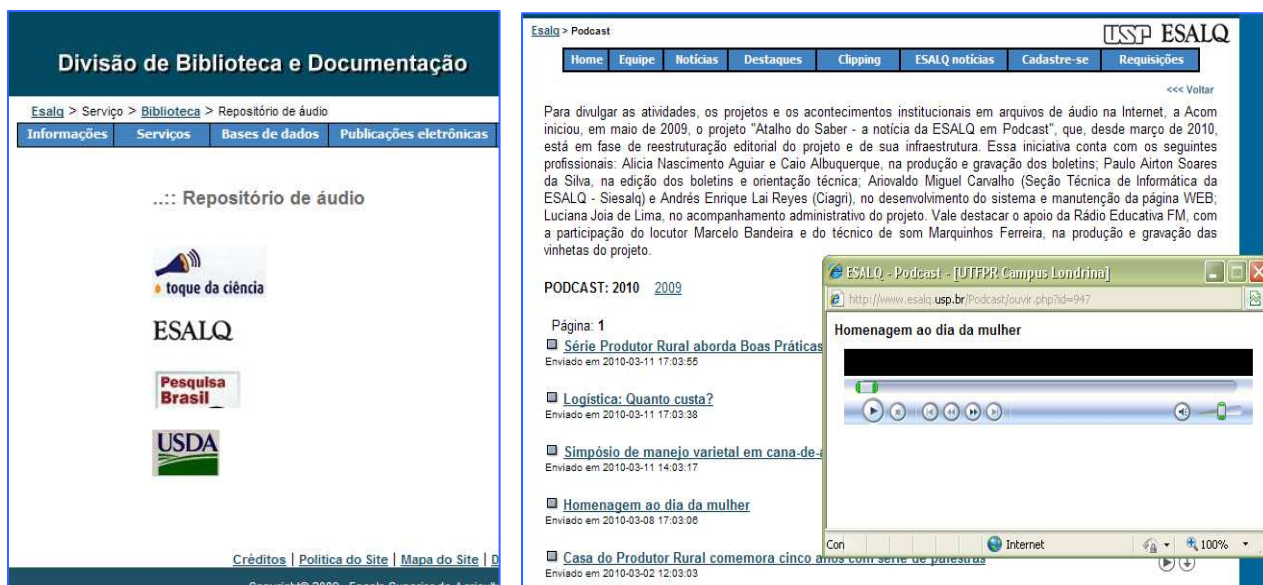 Divisão de Biblioteca e Documentação
Esalq > Serviço > Biblioteca > Repositório de áudio
Informações Serviços Bases de dados Publicações eletrônicas
..:: Repositório de áudio
toque da ciência
ESALQ
Pesquisa
Brasil
USDA
Créditos | Política do Site | Mapa do Site | D
Esalq > Podcast
USP ESALQ
Home Equipe Notícias Destaques Clipping ESALQ notícias Cadastre-se Requisições
<<< Voltar
Para divulgar as atividades, os projetos e os acontecimentos institucionais em arquivos de áudio na Internet, a Acom
iniciou, em maio de 2009, o projeto "Atalho do Saber - a notícia da ESALQ em Podcast", que, desde março de 2010,
está em fase de reestruturação editorial do projeto e de sua infraestrutura. Essa iniciativa conta com os seguintes
profissionais: Alicia Nascimento Aguiar e Caio Albuquerque, na produção e gravação dos boletins; Paulo Airton Soares
da Silva, na edição dos boletins e orientação técnica; Ariovaldo Miguel Carvalho (Seção Técnica de Informática da
ESALQ - Siesalq) e Andrés Enrique Lai Reyes (Ciagri), no desenvolvimento do sistema e manutenção da página WEB;
Luciana Joia de Lima, no acompanhamento administrativo do projeto. Vale destacar o apoio da Rádio Educativa FM, com
a participação do locutor Marcelo Bandeira e do técnico de som Marquinhos Ferreira, na produção e gravação das
vinhetas do projeto.
PODCAST: 2010 2009
Página: 1
Série Produtor Rural aborda Boas Práticas
Enviado em 2010-03-11 17:03:55
Logística: Quanto custa?
Enviado em 2010-03-11 17:03:38
Simpósio de manejo varietal em cana-de-
Enviado em 2010-03-11 14:03:17
Homenagem ao dia da mulher
Enviado em 2010-03-08 17:03:06
Casa do Produtor Rural comemora cinco anos com série de palestras
Enviado em 2010-03-02 12:03:03
ESALQ - Podcast - [UTFPR Campus Londrina]
http://www.esalq.usp.br/Podcast/ouvir.php?id=947
Homenagem ao dia da mulher
Con Internet 100%